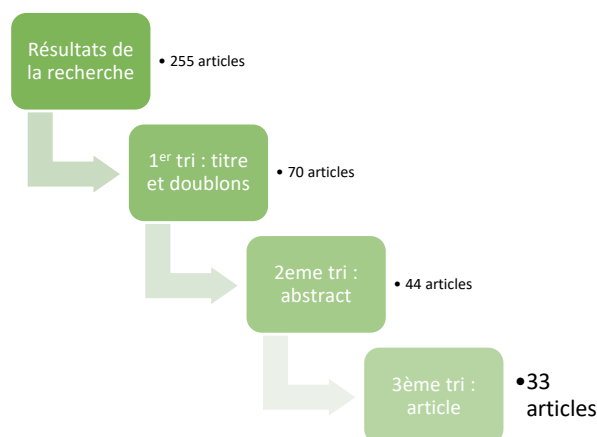 Résultats de
la recherche
• 255 articles
1er tri : titre
et doublons
• 70 articles
2eme tri :
abstract
• 44 articles
3ème tri :
article
•33
articles